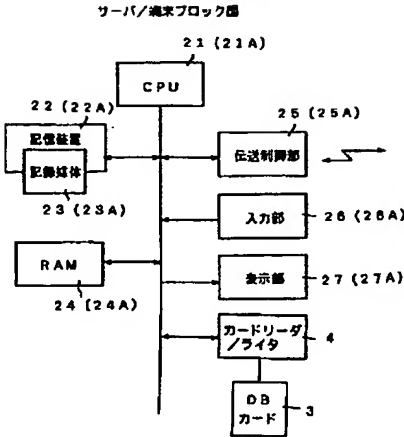 サーバ/端末ブロック図
21 (21A)
CPU
22 (22A)
記憶装置
記録媒体
23 (23A)
25 (25A)
伝送制御部
入力部
26 (26A)
RAM
24 (24A)
表示部
27 (27A)
カードリーダ
/ライタ
4
DB
カード
3